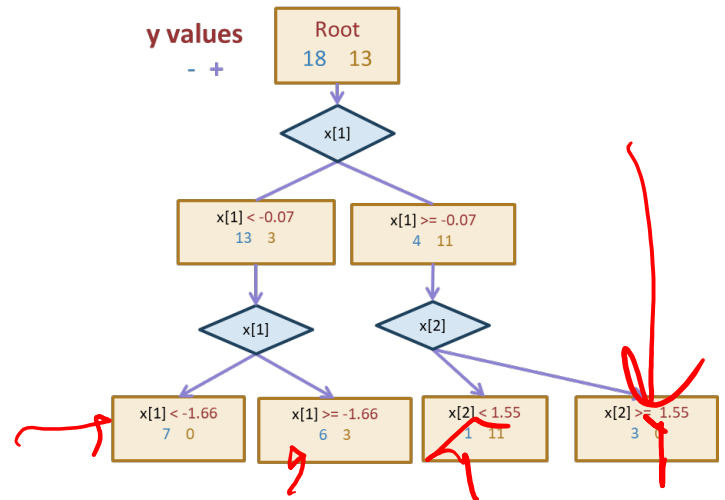 y values
- +
Root
18 13
x[1]
x[1] < -0.07
13 3
x[1] >= -0.07
4 11
x[1]
x[2]
x[1] < -1.66
7 0
x[1] >= -1.66
6 3
x[2] < 1.55
1 11
x[2] >= 1.55
3